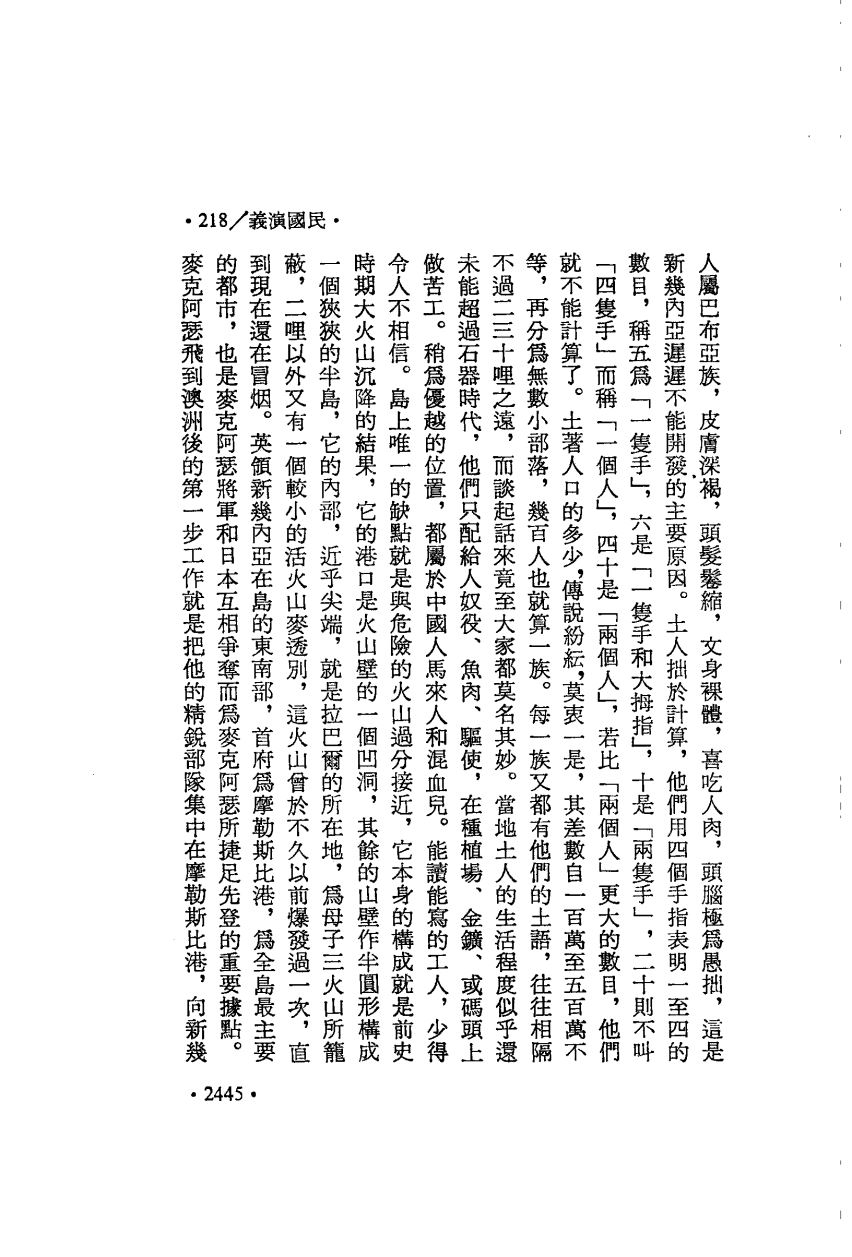 •218/義演國民•
人屬巴布亞族，皮膚深褐，頭髮鬈縮，文身裸體，喜吃人肉，頭腦極爲愚拙，這是
新幾內亞遲遲不能開發的主要原因。土人拙於計算，他們用四個手指表明一至四的
數目，稱五爲「一隻手」，六是「一隻手和大拇指」，十是「兩隻手」，二十則不叫
「四隻手」而稱「一個人」，四十是「兩個人」，若比「兩個人」更大的數目，他們
就不能計算了。土著人口的多少，傳說紛紜，莫衷一是，其差數自一百萬至五百萬不
等，再分爲無數小部落，幾百人也就算一族。每一族又都有他們的土語，往往相隔
不過二三十哩之遠，而談起話來竟至大家都莫名其妙。當地土人的生活程度似乎還
未能超過石器時代，他們只配給人奴役、魚肉、驅使，在種植場、金鑛、或碼頭上
做苦工。稍爲優越的位置，都屬於中國人馬來人和混血兒。能讀能寫的工人，少得
令人不相信。島上唯一的缺點就是與危險的火山過分接近，它本身的構成就是前史
時期大火山沉降的結果，它的港口是火山壁的一個凹洞，其餘的山壁作半圓形構成
一個狹狹的半島，它的內部，近乎尖端，就是拉巴爾的所在地，爲母子三火山所籠
蔽，二哩以外又有一個較小的活火山麥透別，這火山曾於不久以前爆發過一次，直
到現在還在冒烟。英領新幾內亞在島的東南部，首府爲摩勒斯比港，爲全島最主要
的都市，也是麥克阿瑟將軍和日本互相爭奪而爲麥克阿瑟所捷足先登的重要據點。
麥克阿瑟飛到澳洲後的第一步工作就是把他的精銳部隊集中在摩勒斯比港，向新幾
•2445•